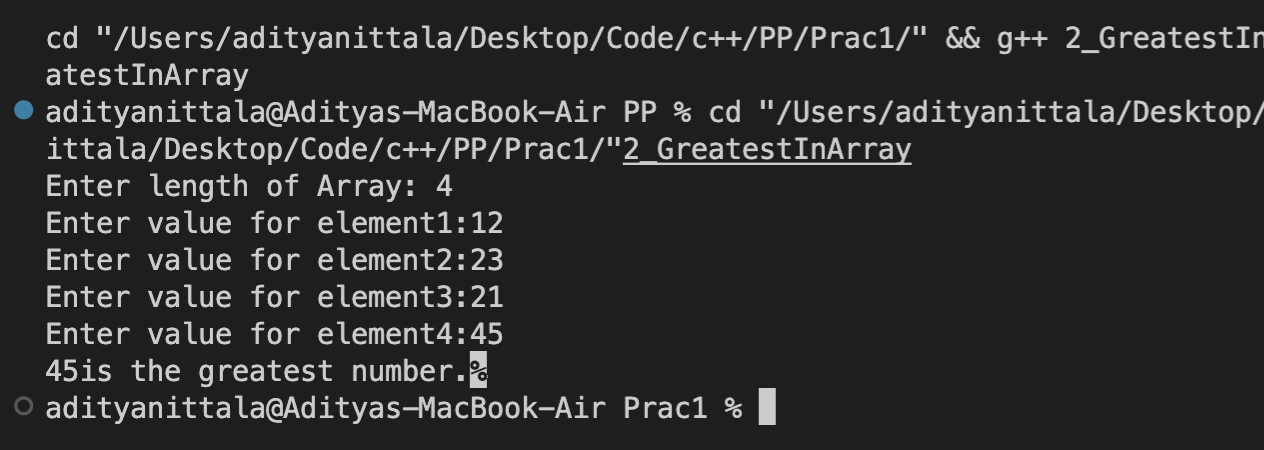 cd "/Users/adityanittala/Desktop/Code/c++/PP/Prac1/" && g++ 2_GreatestIn
atestInArray
adityanittala@Adityas-MacBook-Air PP % cd "/Users/adityanittala/Desktop/
ittala/Desktop/Code/c++/PP/Prac1/"2_GreatestInArray
Enter length of Array: 4
Enter value for element1:12
Enter value for element2:23
Enter value for element3:21
Enter value for element4:45
45is the greatest number.%
adityanittala@Adityas-MacBook-Air Prac1 %